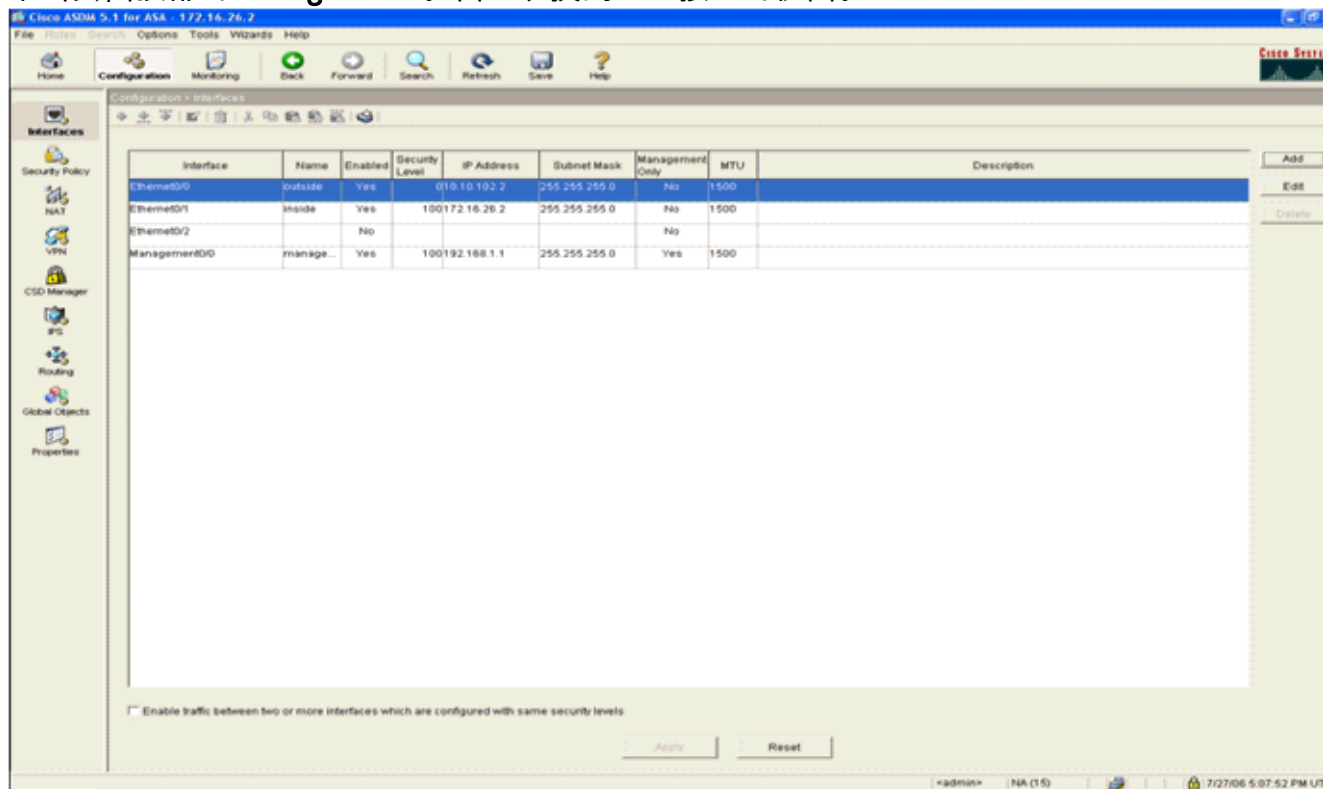 Cisco ASDM 5.1 for ASA - 172.16.26.2
File Rules Search Options Tools Wizards Help
Home Configuration Monitoring Back Forward Search Refresh Save Help
Cisco Syste
Configuration > Interfaces
Interfaces
Security Policy
NAT
VPN
CSD Manager
IPS
Routing
Global Objects
Properties
Interface Name Enabled Security Level IP Address Subnet Mask Management Only MTU Description
Ethernet0/0 outside Yes 0 10.10.102.2 255.255.255.0 No 1500
Ethernet0/1 inside Yes 100 172.16.26.2 255.255.255.0 No 1500
Ethernet0/2 No No
Management0/0 manage... Yes 100 192.168.1.1 255.255.255.0 Yes 1500
Add
Edit
Delete
Enable traffic between two or more interfaces which are configured with same security levels
Apply Reset
<admin> NA (15) 7/27/06 5:07:52 PM UT